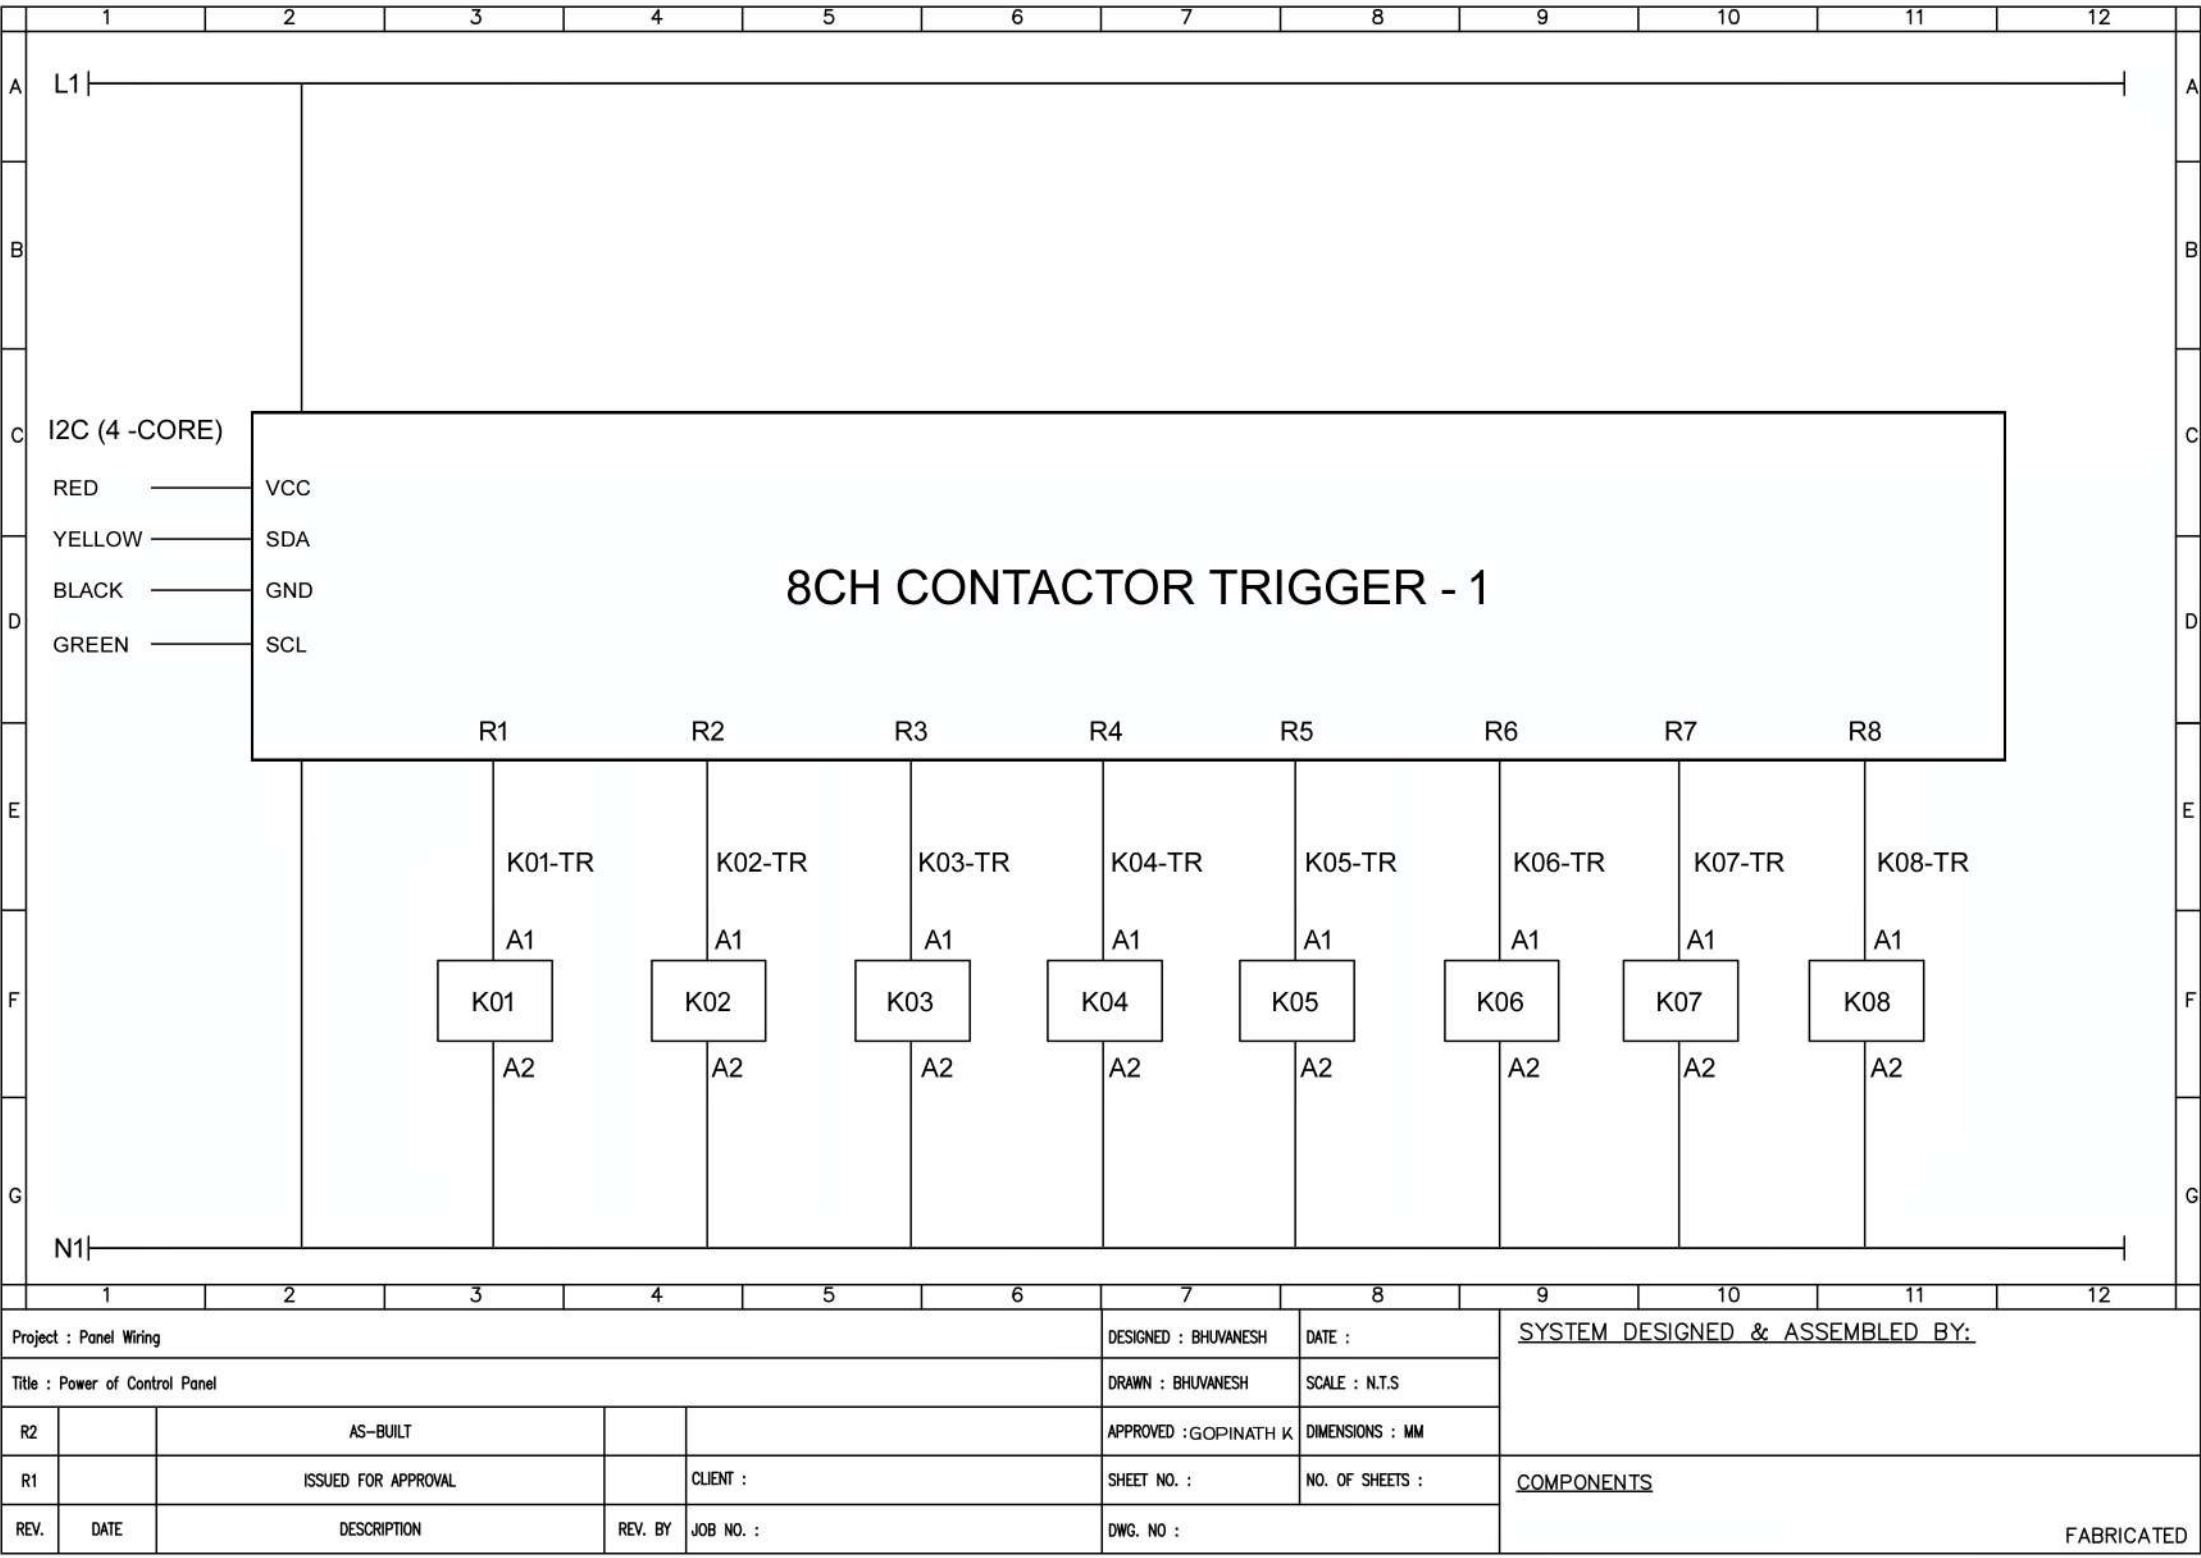 1 2 3 4 5 6 7 8 9 10 11 12
A L1 A
B B
C I2C (4 -CORE) C
RED VCC
YELLOW SDA
8CH CONTACTOR TRIGGER - 1
BLACK GND
D D
GREEN SCL
R1 R2 R3 R4 R5 R6 R7 R8
E E
K01-TR K02-TR K03-TR K04-TR K05-TR K06-TR K07-TR K08-TR
A1 A1 A1 A1 A1 A1 A1 A1
F K01 K02 K03 K04 K05 K06 K07 K08 F
A2 A2 A2 A2 A2 A2 A2 A2
G G
N1
1 2 3 4 5 6 7 8 9 10 11 12
Project : Panel Wiring DESIGNED : BHUVANESH DATE : SYSTEM DESIGNED & ASSEMBLED BY:
Title : Power of Control Panel DRAWN : BHUVANESH SCALE : N.T.S
R2 AS-BUILT APPROVED :GOPINATH K DIMENSIONS : MM
R1 ISSUED FOR APPROVAL CLIENT : SHEET NO. : NO. OF SHEETS : COMPONENTS
REV. DATE DESCRIPTION REV. BY JOB NO. : DWG. NO : FABRICATED